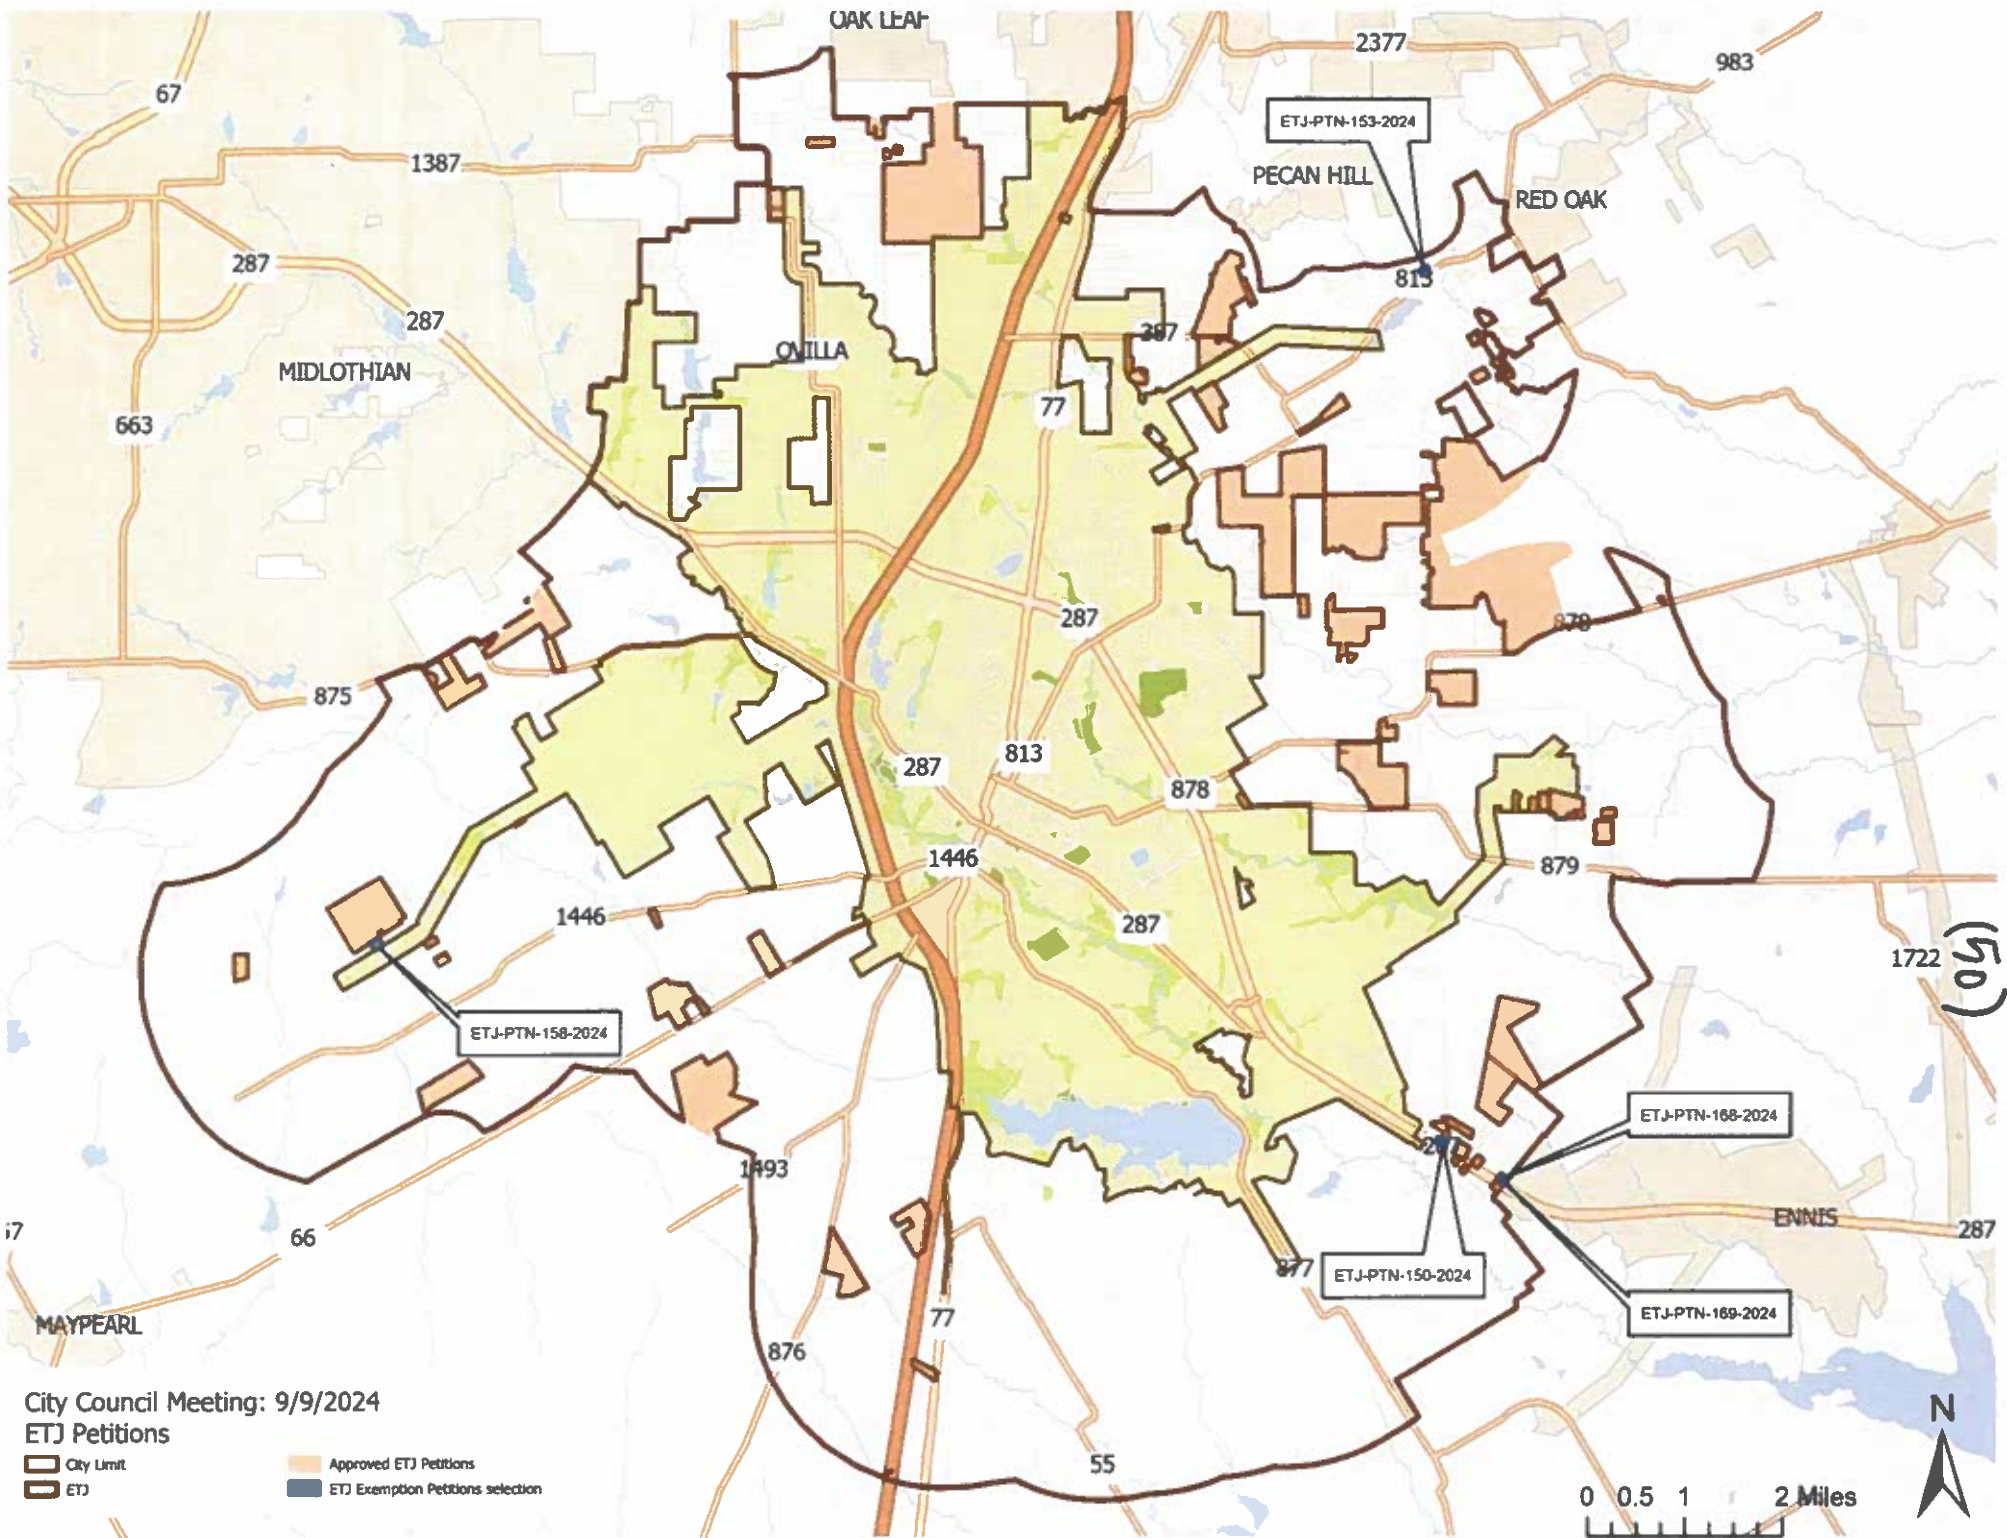 OAK LEAF
2377
983
67
ETJ-PTN-153-2024
1387
PECAN HILL
RED OAK
287
813
287
387
OVILLA
MIDLOTHIAN
77
663
287
878
875
813
287
878
1446
879
1446
287
1722
(50)
ETJ-PTN-158-2024
ETJ-PTN-168-2024
1493
ENNIS
287
66
877
ETJ-PTN-150-2024
ETJ-PTN-169-2024
77
MAYPEARL
876
City Council Meeting: 9/9/2024
ETJ Petitions
City Limit
Approved ETJ Petitions
ETJ
ETJ Exemption Petitions selection
55
N
0 0.5 1 2 Miles